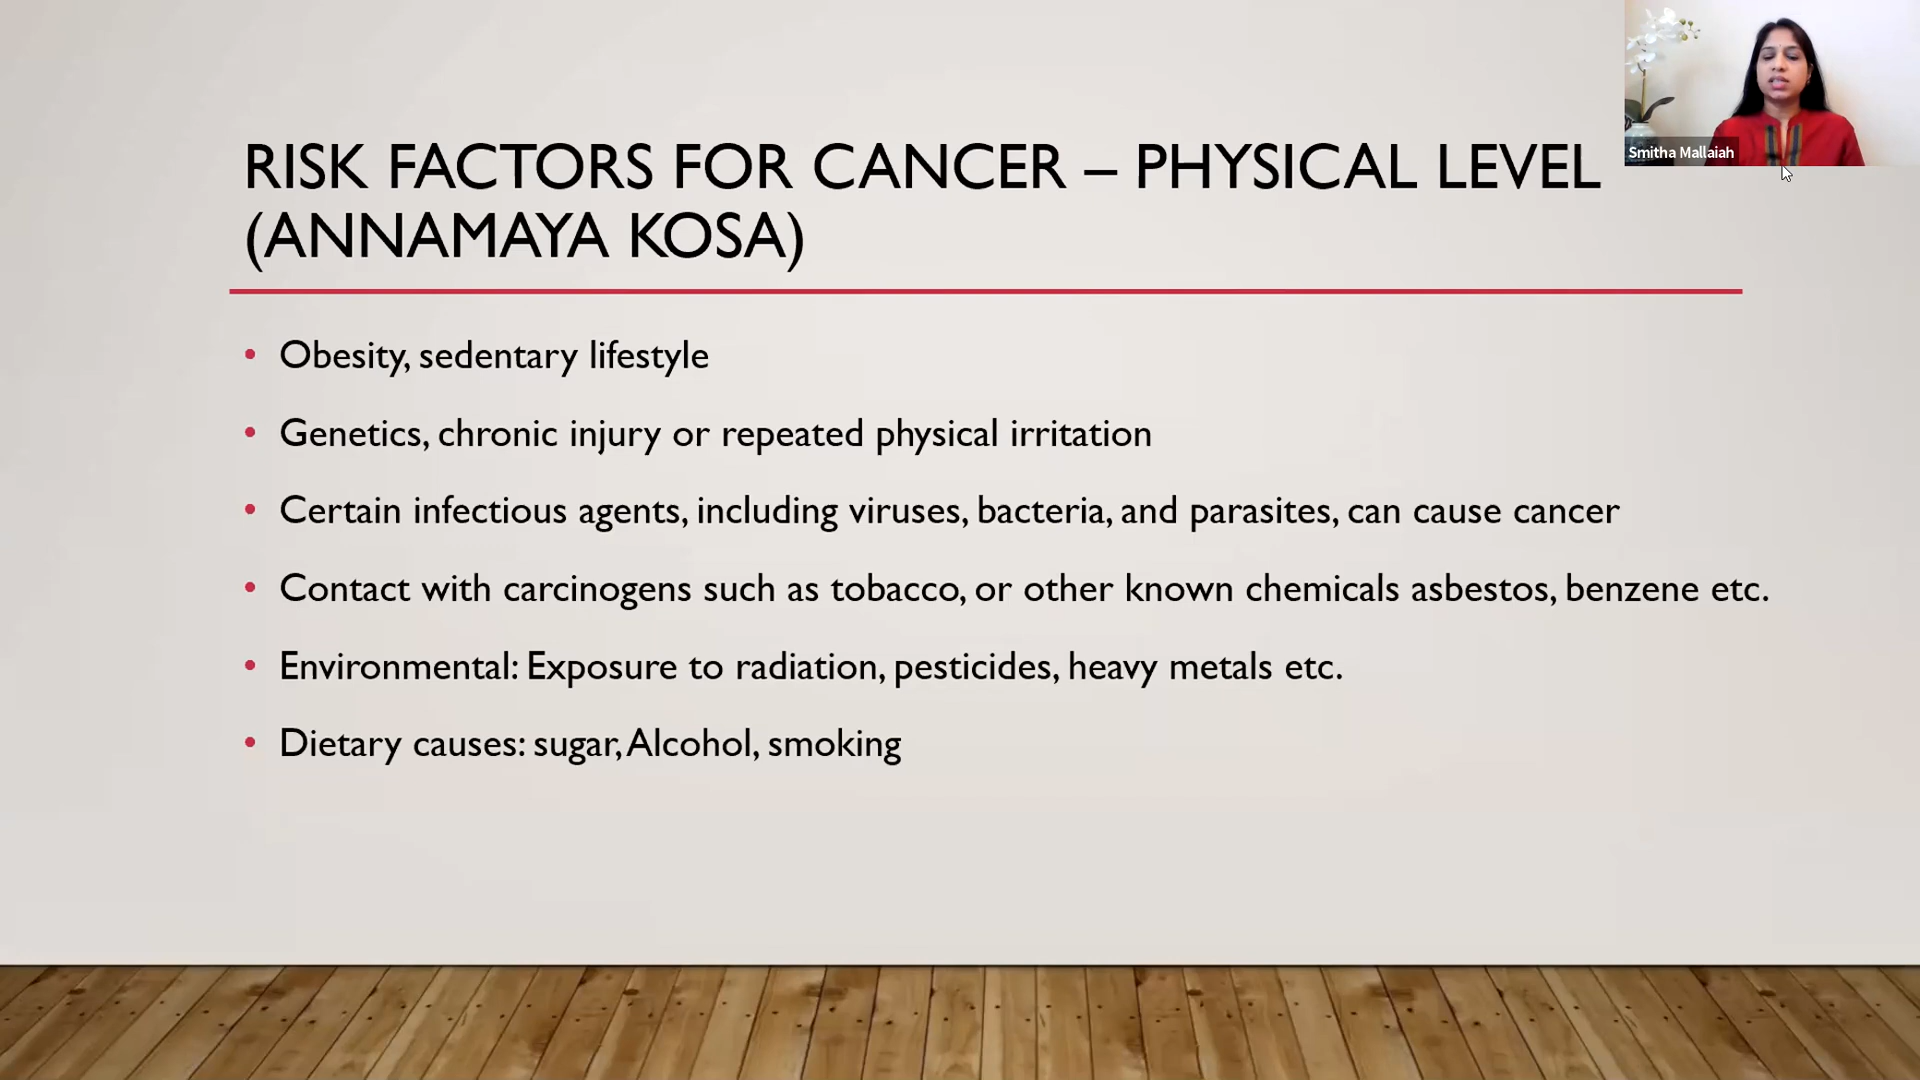 RISK FACTORS FOR CANCER – PHYSICAL LEVEL
(ANNAMAYA KOSA)
Smitha Mallaiah
• Obesity, sedentary lifestyle
• Genetics, chronic injury or repeated physical irritation
• Certain infectious agents, including viruses, bacteria, and parasites, can cause cancer
• Contact with carcinogens such as tobacco, or other known chemicals asbestos, benzene etc.
• Environmental: Exposure to radiation, pesticides, heavy metals etc.
• Dietary causes: sugar, Alcohol, smoking